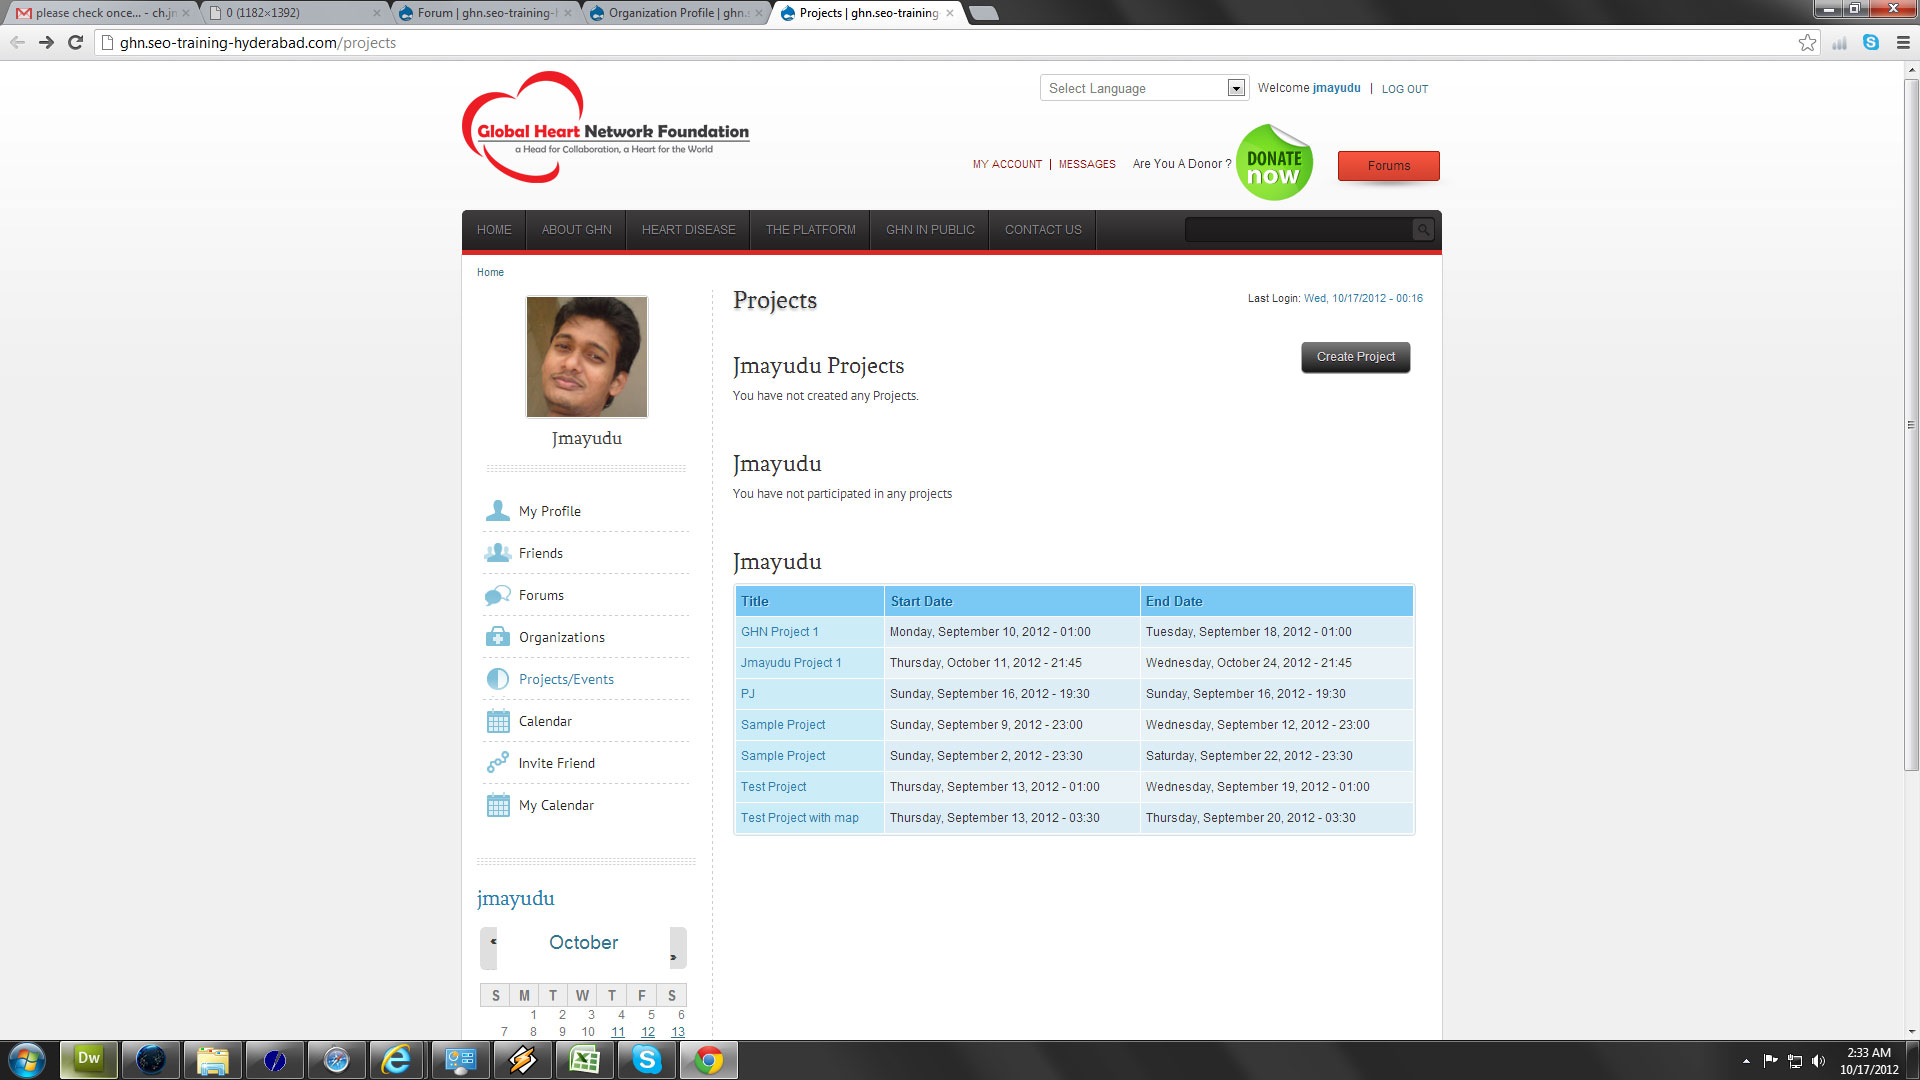 please check once... - ch.jn
0 (1182×1392)
Forum | ghn.seo-training-
Organization Profile | ghn.
Projects | ghn.seo-training-
ghn.seo-training-hyderabad.com/projects
Select Language
Welcome jmayudu | LOG OUT
Global Heart Network Foundation
a Head for Collaboration, a Heart for the World
MY ACCOUNT | MESSAGES Are You A Donor ?
DONATE
now
Forums
HOME ABOUT GHN HEART DISEASE THE PLATFORM GHN IN PUBLIC CONTACT US
Home
Jmayudu
My Profile
Friends
Forums
Organizations
Projects/Events
Calendar
Invite Friend
My Calendar
jmayudu
« October »
S M T W T F S
1 2 3 4 5 6
7 8 9 10 11 12 13
Projects
Last Login: Wed, 10/17/2012 - 00:16
Create Project
Jmayudu Projects
You have not created any Projects.
Jmayudu
You have not participated in any projects
Jmayudu
Title Start Date End Date
GHN Project 1 Monday, September 10, 2012 - 01:00 Tuesday, September 18, 2012 - 01:00
Jmayudu Project 1 Thursday, October 11, 2012 - 21:45 Wednesday, October 24, 2012 - 21:45
PJ Sunday, September 16, 2012 - 19:30 Sunday, September 16, 2012 - 19:30
Sample Project Sunday, September 9, 2012 - 23:00 Wednesday, September 12, 2012 - 23:00
Sample Project Sunday, September 2, 2012 - 23:30 Saturday, September 22, 2012 - 23:30
Test Project Thursday, September 13, 2012 - 01:00 Wednesday, September 19, 2012 - 01:00
Test Project with map Thursday, September 13, 2012 - 03:30 Thursday, September 20, 2012 - 03:30
Dw
2:33 AM
10/17/2012